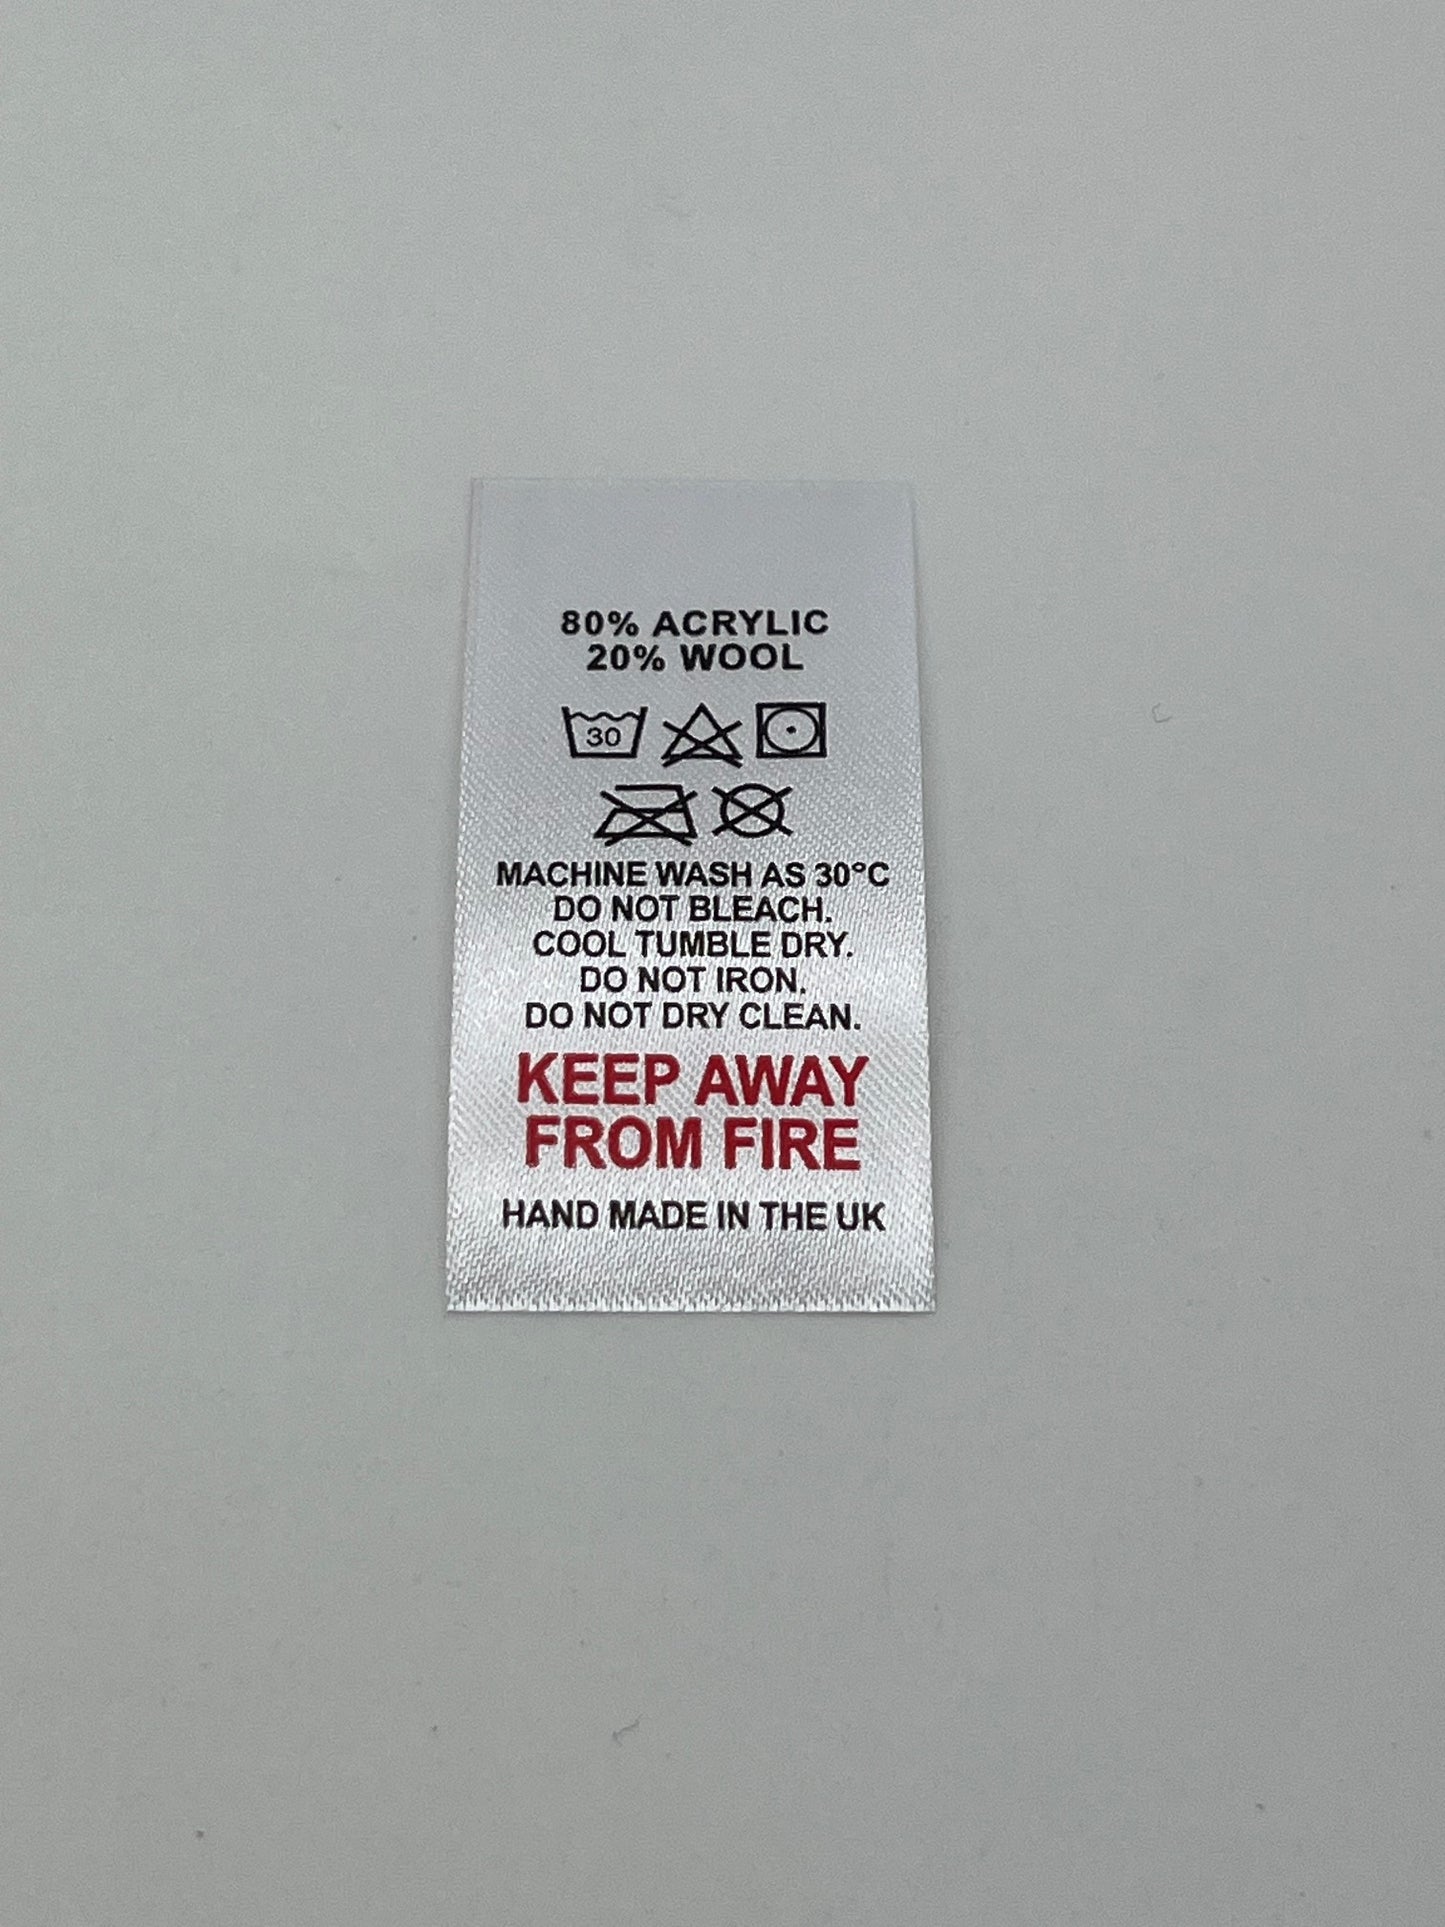 80% ACRYLIC
20% WOOL
30
MACHINE WASH AS 30°C
DO NOT BLEACH.
COOL TUMBLE DRY.
DO NOT IRON.
DO NOT DRY CLEAN.
KEEP AWAY
FROM FIRE
HAND MADE IN THE UK